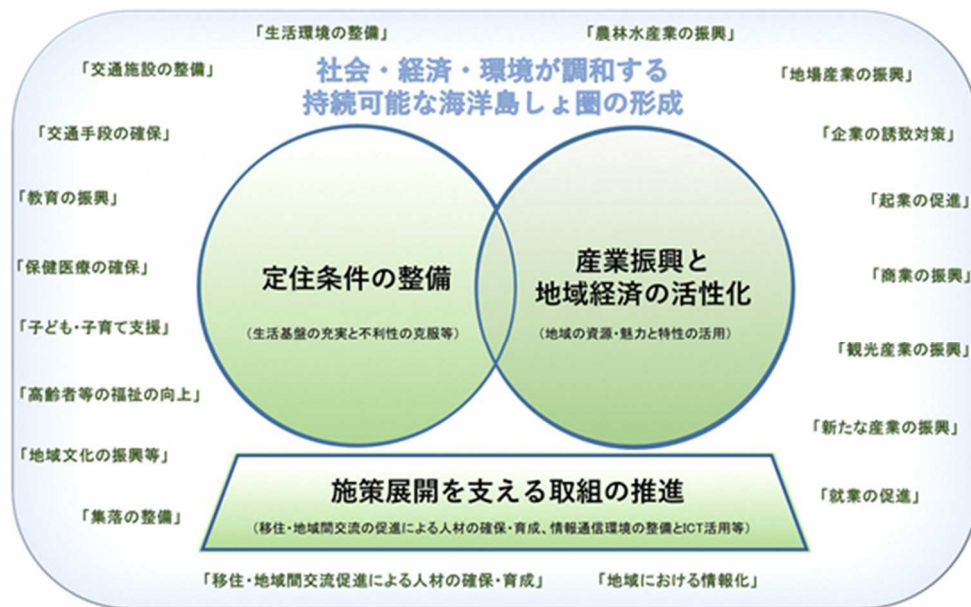 「生活環境の整備」
「農林水産業の振興」
「交通施設の整備」
社会・経済・環境が調和する
持続可能な海洋島しょ圏の形成
「地場産業の振興」
「交通手段の確保」
「企業の誘致対策」
「教育の振興」
「起業の促進」
「保健医療の確保」
定住条件の整備
(生活基盤の充実と不利性の克服等)
産業振興と
地域経済の活性化
(地域の資源・魅力と特性の活用)
「商業の振興」
「子ども・子育て支援」
「観光産業の振興」
「高齢者等の福祉の向上」
「新たな産業の振興」
「地域文化の振興等」
「就業の促進」
「集落の整備」
施策展開を支える取組の推進
(移住・地域間交流の促進による人材の確保・育成、情報通信環境の整備とICT活用等)
「移住・地域間交流促進による人材の確保・育成」
「地域における情報化」